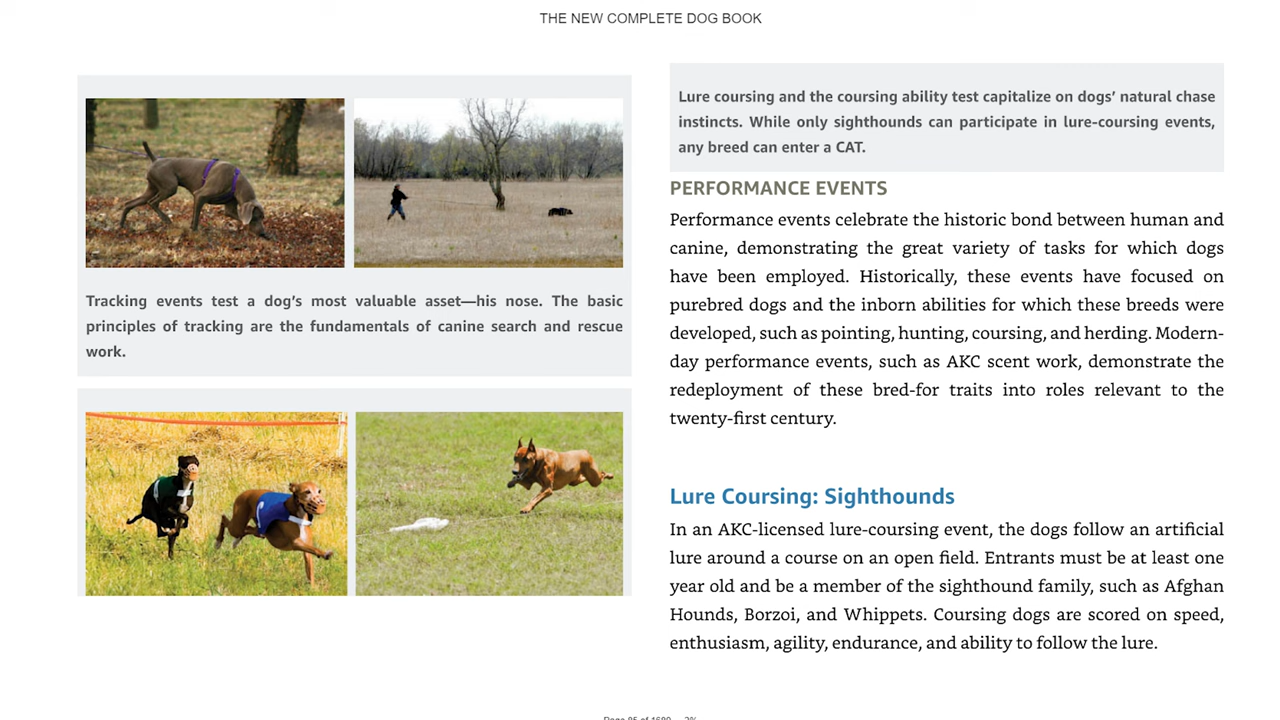 THE NEW COMPLETE DOG BOOK
Tracking events test a dog's most valuable asset—his nose. The basic
principles of tracking are the fundamentals of canine search and rescue
work.
Lure coursing and the coursing ability test capitalize on dogs' natural chase
instincts. While only sighthounds can participate in lure-coursing events,
any breed can enter a CAT.
PERFORMANCE EVENTS
Performance events celebrate the historic bond between human and
canine, demonstrating the great variety of tasks for which dogs
have been employed. Historically, these events have focused on
purebred dogs and the inborn abilities for which these breeds were
developed, such as pointing, hunting, coursing, and herding. Modern-
day performance events, such as AKC scent work, demonstrate the
redeployment of these bred-for traits into roles relevant to the
twenty-first century.
Lure Coursing: Sighthounds
In an AKC-licensed lure-coursing event, the dogs follow an artificial
lure around a course on an open field. Entrants must be at least one
year old and be a member of the sighthound family, such as Afghan
Hounds, Borzoi, and Whippets. Coursing dogs are scored on speed,
enthusiasm, agility, endurance, and ability to follow the lure.